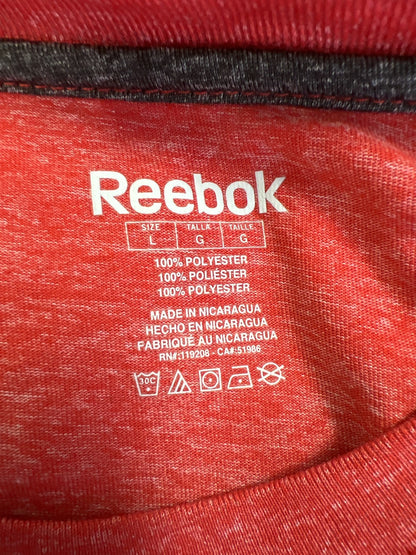 Reebok
SIZE TALLA TAILLE
L G G
100% POLYESTER
100% POLIÉSTER
100% POLYESTER
MADE IN NICARAGUA
HECHO EN NICARAGUA
FABRIQUÉ AU NICARAGUA
RN#:119208 - CA#:51986
30C